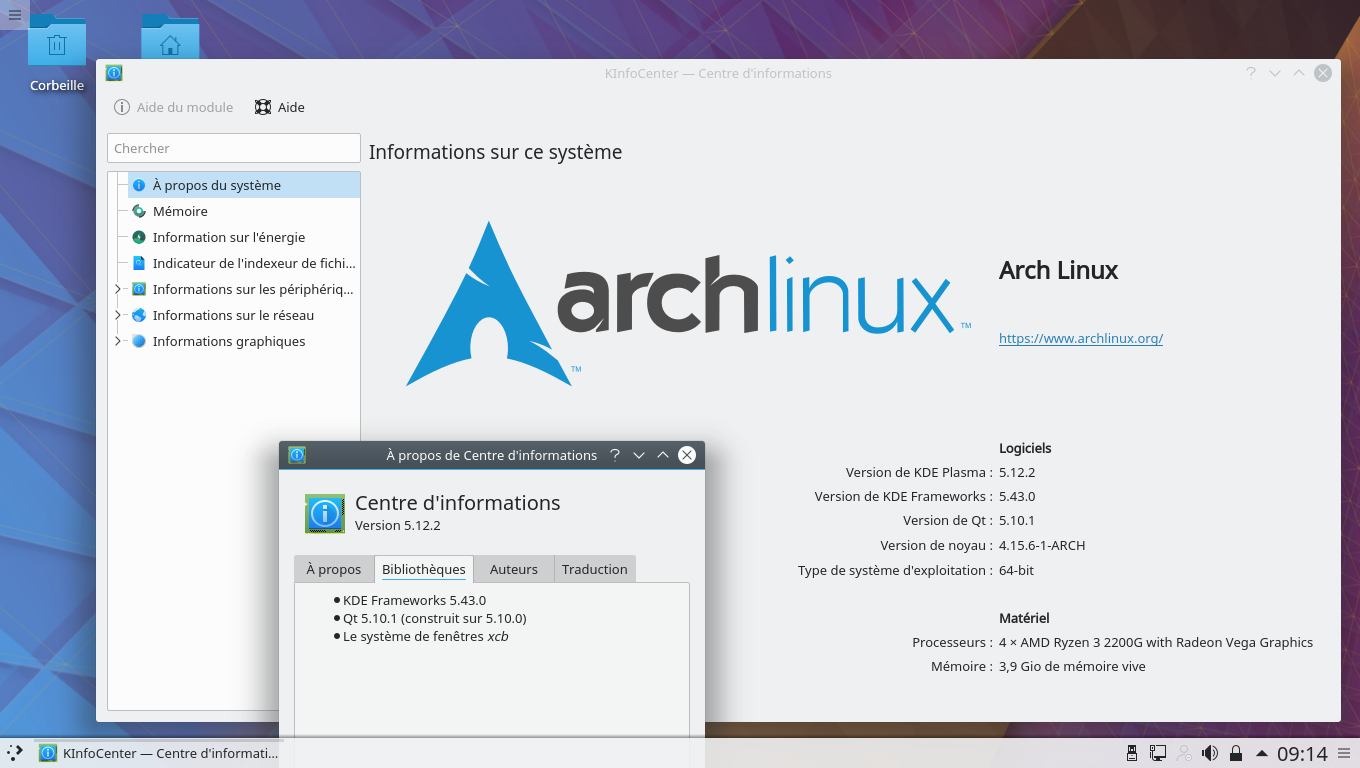 Corbeille
KInfoCenter — Centre d'informations
Aide du module
Aide
Chercher
À propos du système
Mémoire
Information sur l'énergie
Indicateur de l'indexeur de fichi...
Informations sur les périphériq...
Informations sur le réseau
Informations graphiques
Informations sur ce système
archlinux ™
™
Arch Linux
https://www.archlinux.org/
Logiciels
Version de KDE Plasma : 5.12.2
Version de KDE Frameworks : 5.43.0
Version de Qt : 5.10.1
Version de noyau : 4.15.6-1-ARCH
Type de système d'exploitation : 64-bit
Matériel
Processeurs : 4 × AMD Ryzen 3 2200G with Radeon Vega Graphics
Mémoire : 3,9 Gio de mémoire vive
À propos de Centre d'informations
Centre d'informations
Version 5.12.2
À propos
Bibliothèques
Auteurs
Traduction
KDE Frameworks 5.43.0
Qt 5.10.1 (construit sur 5.10.0)
Le système de fenêtres xcb
KInfoCenter — Centre d'informati...
09:14